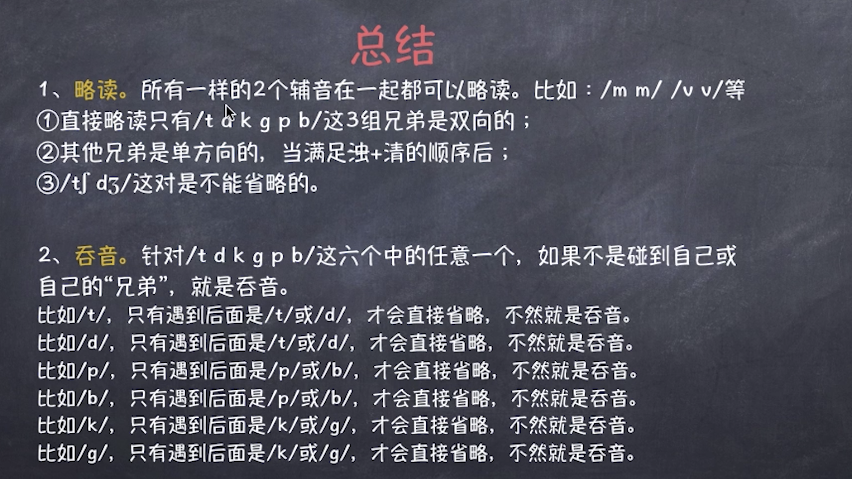 总结
1、略读。所有一样的2个辅音在一起都可以略读。比如：/m m/ /v v/等
①直接略读只有/t d k g p b/这3组兄弟是双向的；
②其他兄弟是单方向的，当满足浊+清的顺序后；
③/tʃ dʒ/这对是不能省略的。
2、吞音。针对/t d k g p b/这六个中的任意一个，如果不是碰到自己或
自己的“兄弟”，就是吞音。
比如/t/，只有遇到后面是/t/或/d/，才会直接省略，不然就是吞音。
比如/d/，只有遇到后面是/t/或/d/，才会直接省略，不然就是吞音。
比如/p/，只有遇到后面是/p/或/b/，才会直接省略，不然就是吞音。
比如/b/，只有遇到后面是/p/或/b/，才会直接省略，不然就是吞音。
比如/k/，只有遇到后面是/k/或/g/，才会直接省略，不然就是吞音。
比如/g/，只有遇到后面是/k/或/g/，才会直接省略，不然就是吞音。